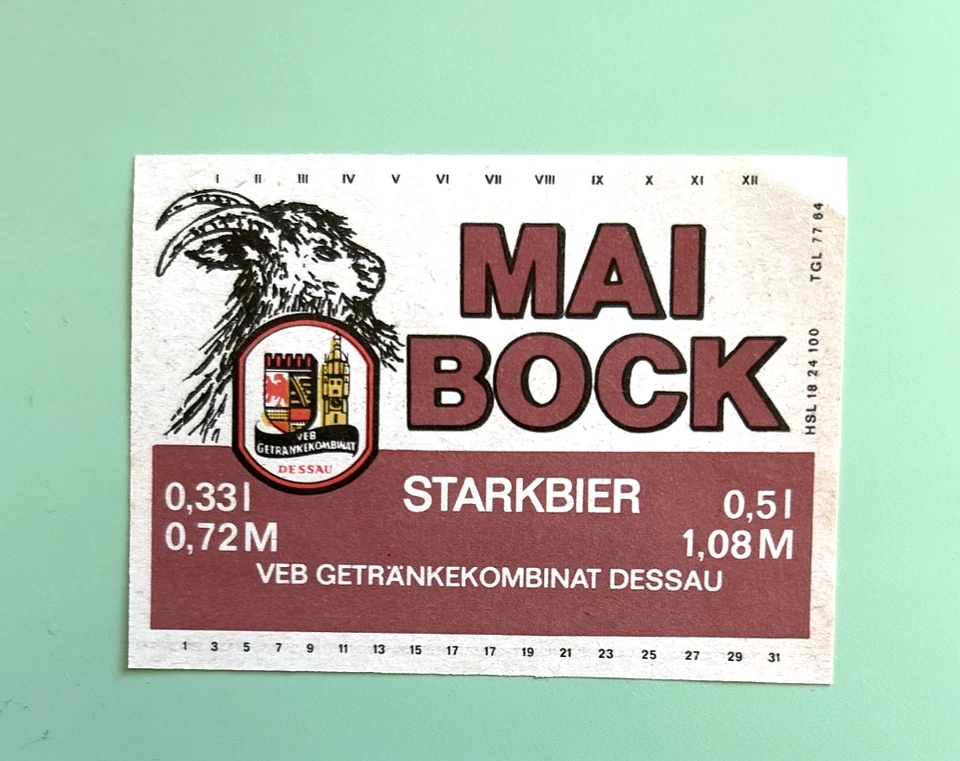 I II III IV V VI VII VIII IX X XI XII
MAI
BOCK
TGL 77 64
HSL 18 24 100
VEB
GETRÄNKEKOMBINAT
DESSAU
STARKBIER
0,33 l
0,72 M
0,5 l
1,08 M
VEB GETRÄNKEKOMBINAT DESSAU
1 3 5 7 9 11 13 15 17 17 19 21 23 25 27 29 31